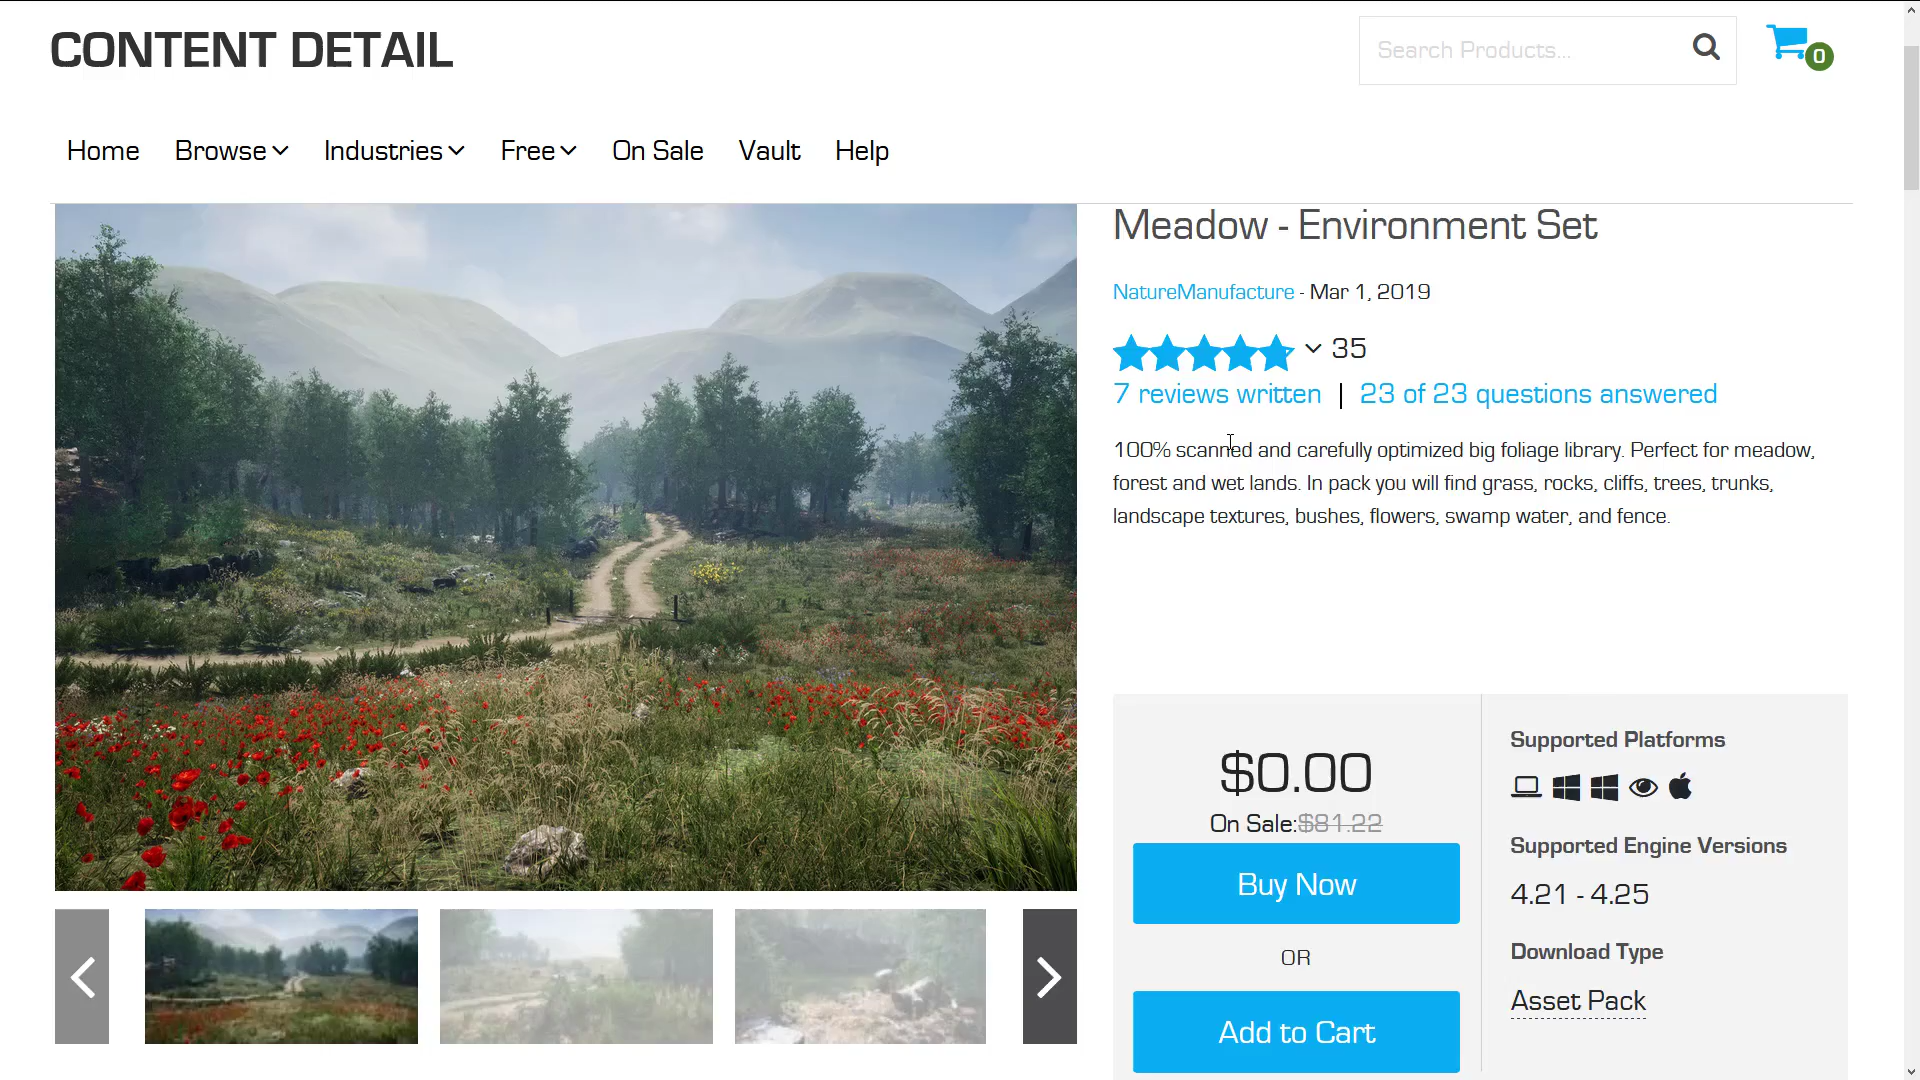 CONTENT DETAIL
Search Products...
0
Home Browse Industries Free On Sale Vault Help
Meadow - Environment Set
NatureManufacture - Mar 1, 2019
35
7 reviews written | 23 of 23 questions answered
100% scanned and carefully optimized big foliage library. Perfect for meadow,
forest and wet lands. In pack you will find grass, rocks, cliffs, trees, trunks,
landscape textures, bushes, flowers, swamp water, and fence.
$0.00
On Sale:$81.22
Buy Now
OR
Add to Cart
Supported Platforms
Supported Engine Versions
4.21 - 4.25
Download Type
Asset Pack